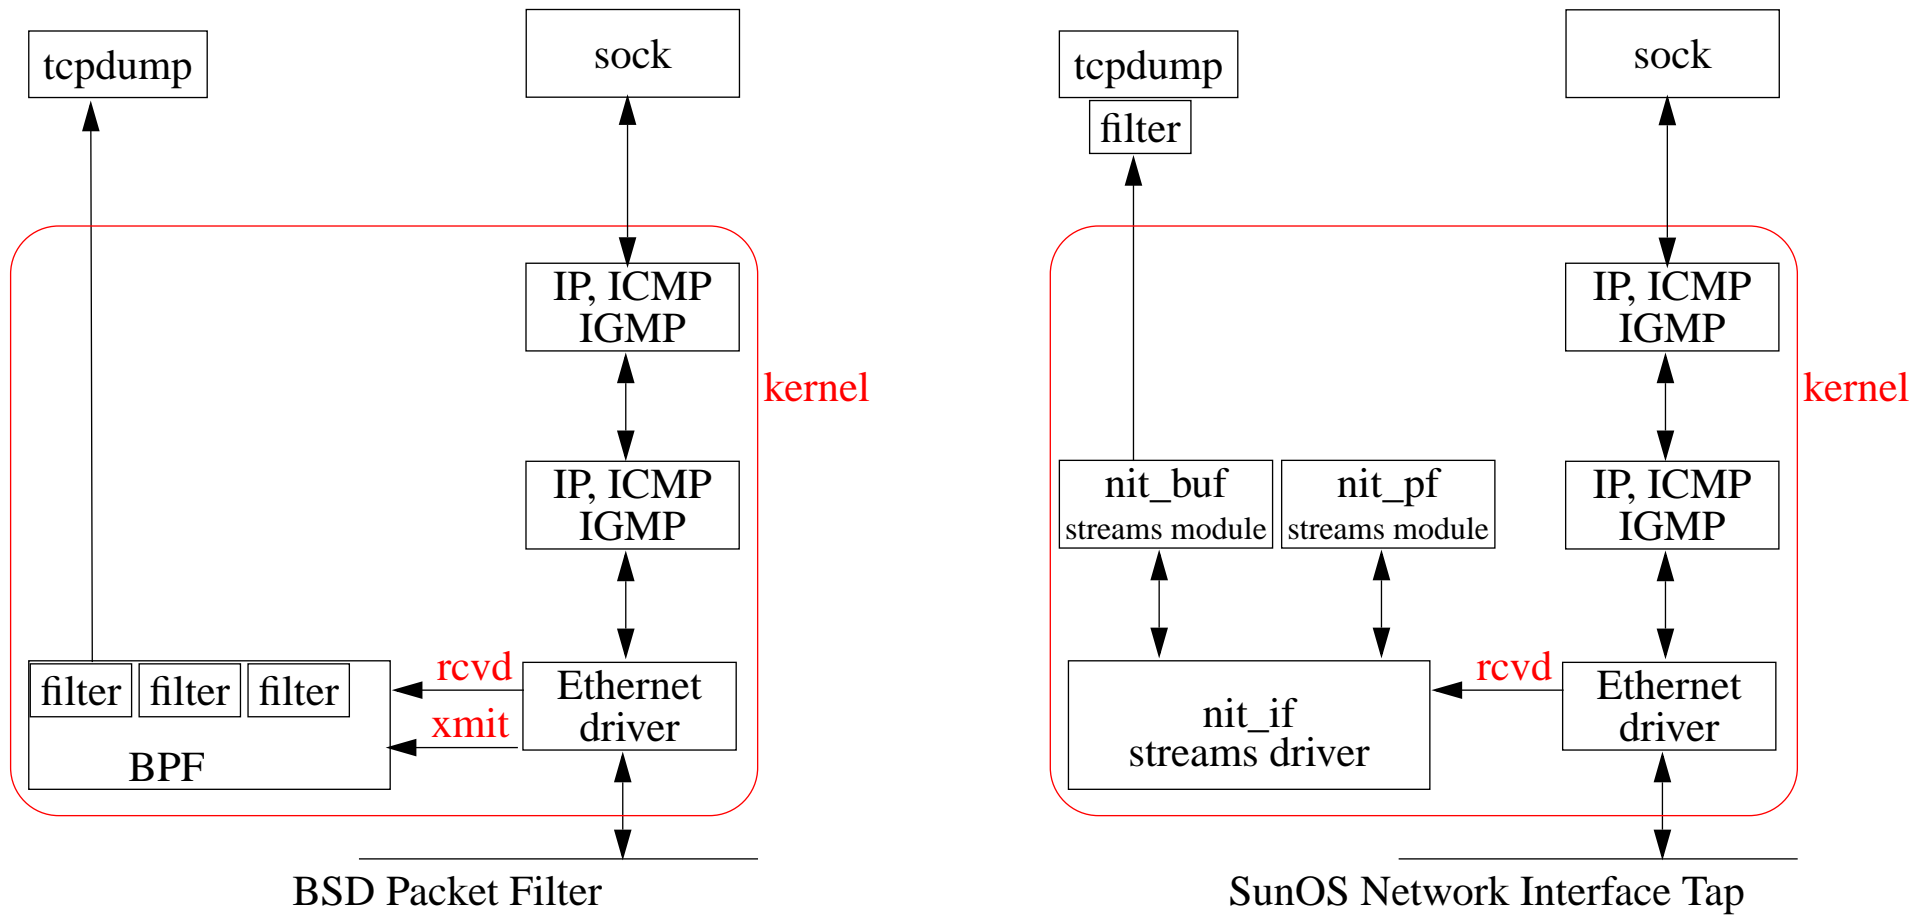 tcpdump
sock
IP, ICMP
IGMP
kernel
IP, ICMP
IGMP
filter
filter
filter
BPF
rcvd
xmit
Ethernet
driver
BSD Packet Filter
tcpdump
filter
sock
IP, ICMP
IGMP
kernel
nit_buf
streams module
nit_pf
streams module
IP, ICMP
IGMP
nit_if
streams driver
rcvd
Ethernet
driver
SunOS Network Interface Tap